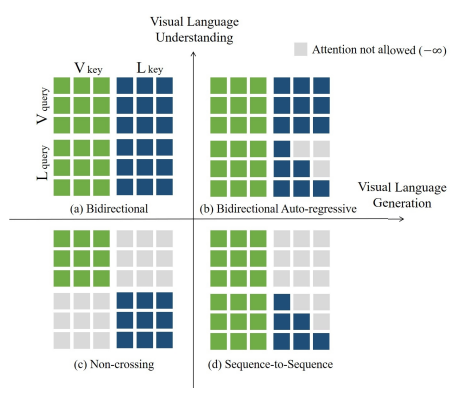 Visual Language
Understanding
Attention not allowed (−∞)
V key L key
V query
L query
(a) Bidirectional
(b) Bidirectional Auto-regressive
Visual Language
Generation
(c) Non-crossing
(d) Sequence-to-Sequence